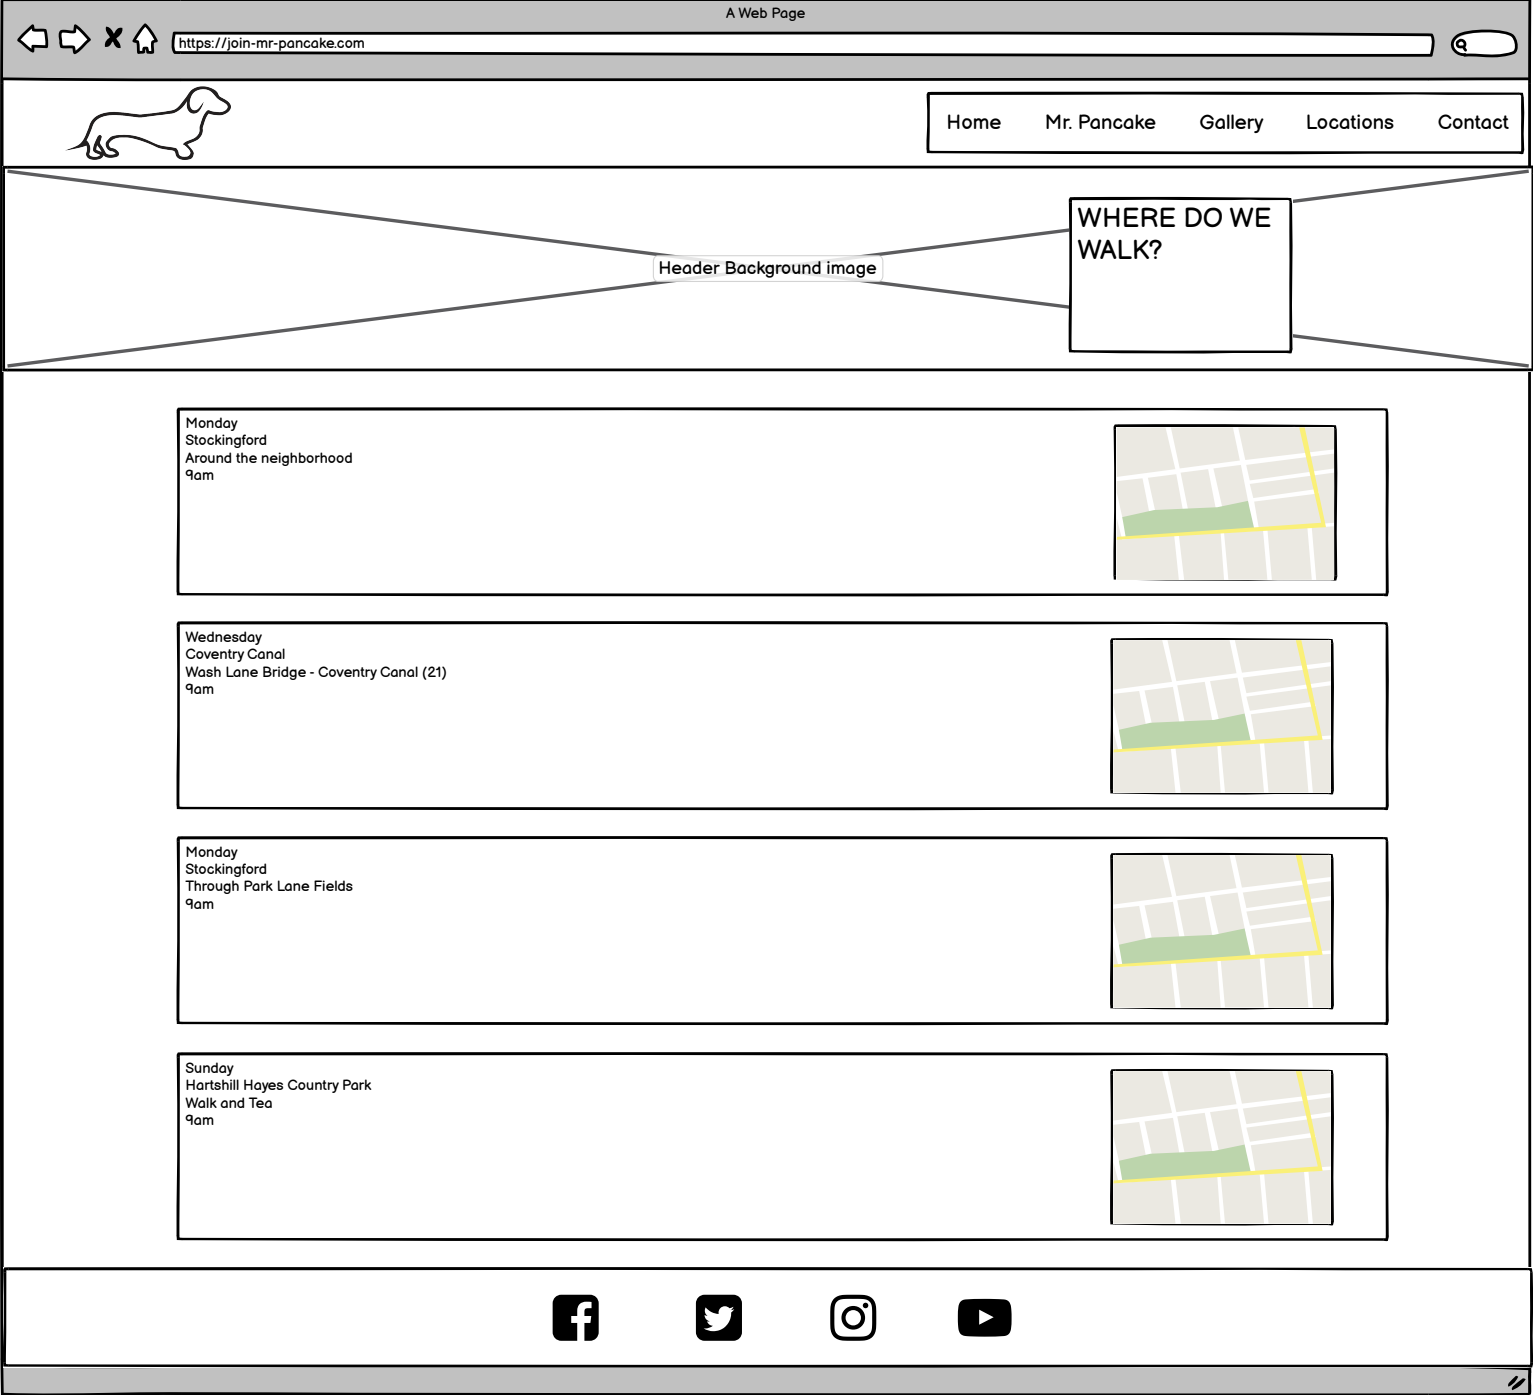 A Web Page
https://join-mr-pancake.com
Home Mr. Pancake Gallery Locations Contact
Header Background image
WHERE DO WE
WALK?
Monday
Stockingford
Around the neighborhood
9am
Wednesday
Coventry Canal
Wash Lane Bridge - Coventry Canal (21)
9am
Monday
Stockingford
Through Park Lane Fields
9am
Sunday
Hartshill Hayes Country Park
Walk and Tea
9am